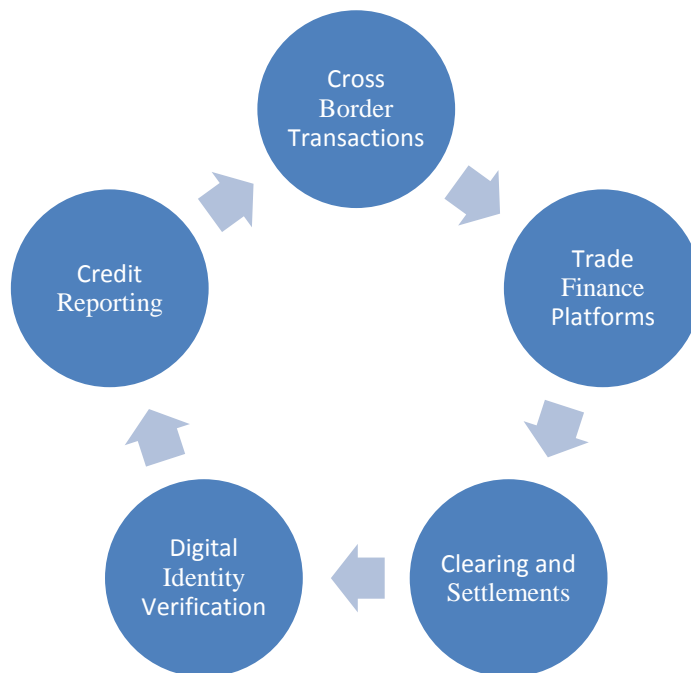 Cross
Border
Transactions
Trade
Finance
Platforms
Clearing and
Settlements
Digital
Identity
Verification
Credit
Reporting